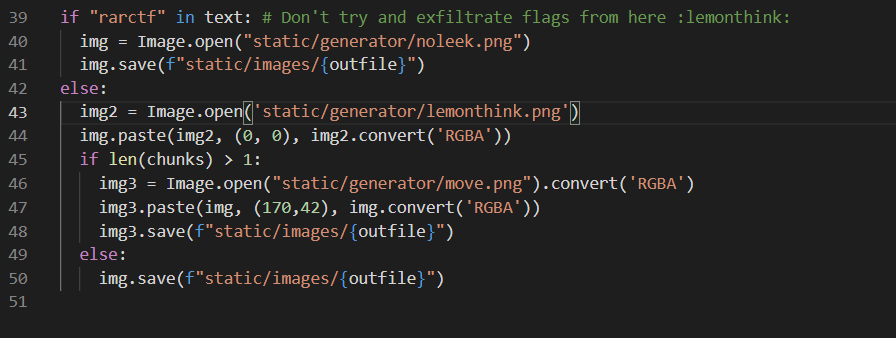 39 if "rarctf" in text: # Don't try and exfiltrate flags from here :lemonthink:
40 img = Image.open("static/generator/noleek.png")
41 img.save(f"static/images/{outfile}")
42 else:
43 img2 = Image.open('static/generator/lemonthink.png')
44 img.paste(img2, (0, 0), img2.convert('RGBA'))
45 if len(chunks) > 1:
46 img3 = Image.open("static/generator/move.png").convert('RGBA')
47 img3.paste(img, (170,42), img.convert('RGBA'))
48 img3.save(f"static/images/{outfile}")
49 else:
50 img.save(f"static/images/{outfile}")
51